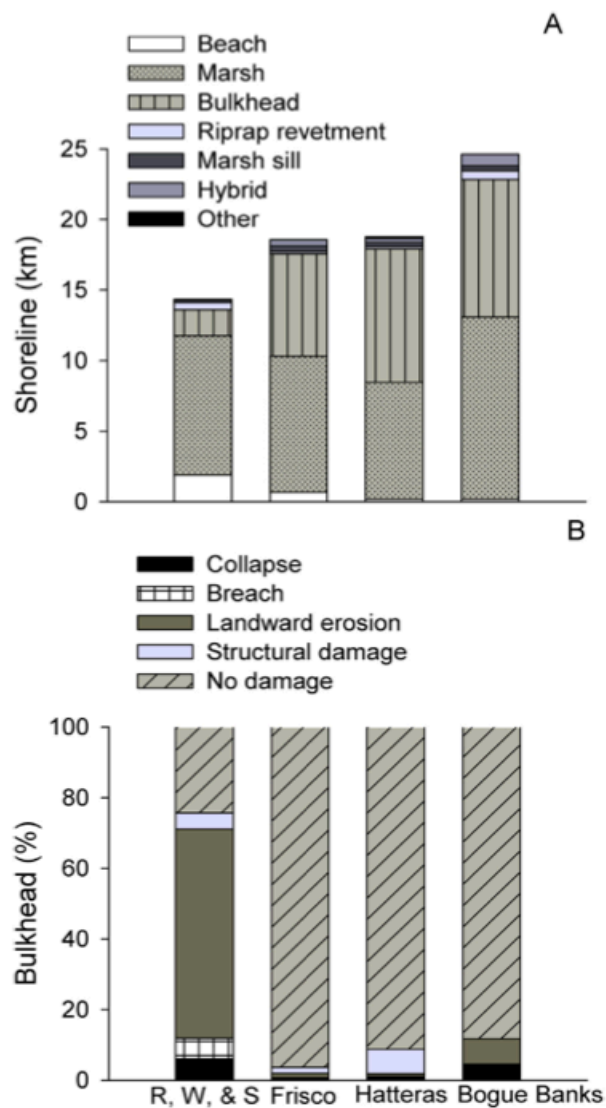 A
Beach
Marsh
Bulkhead
Riprap revetment
Marsh sill
Hybrid
Other
25
20
15
10
5
0
Shoreline (km)
B
Collapse
Breach
Landward erosion
Structural damage
No damage
100
80
60
40
20
0
Bulkhead (%)
R, W, & S Frisco Hatteras Bogue Banks